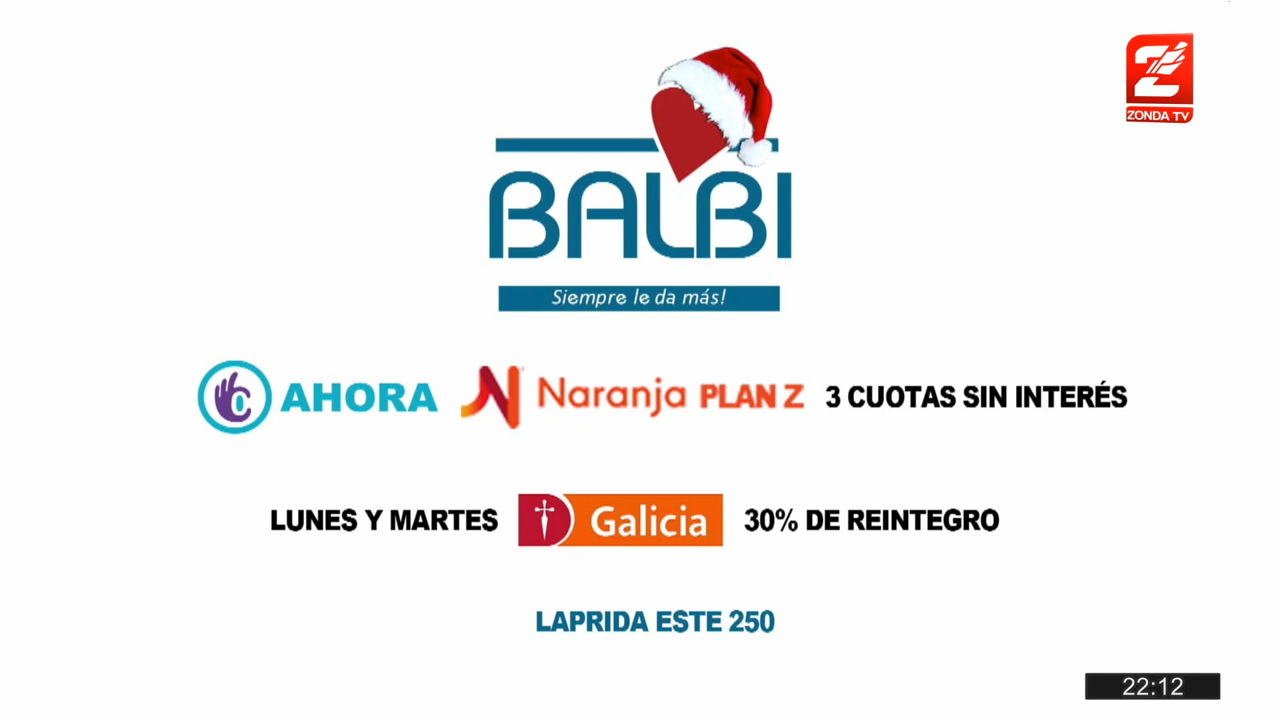 ZONDA TV
BALBI
Siempre le da más!
AHORA Naranja PLAN Z 3 CUOTAS SIN INTERÉS
LUNES Y MARTES Galicia 30% DE REINTEGRO
LAPRIDA ESTE 250
22:12